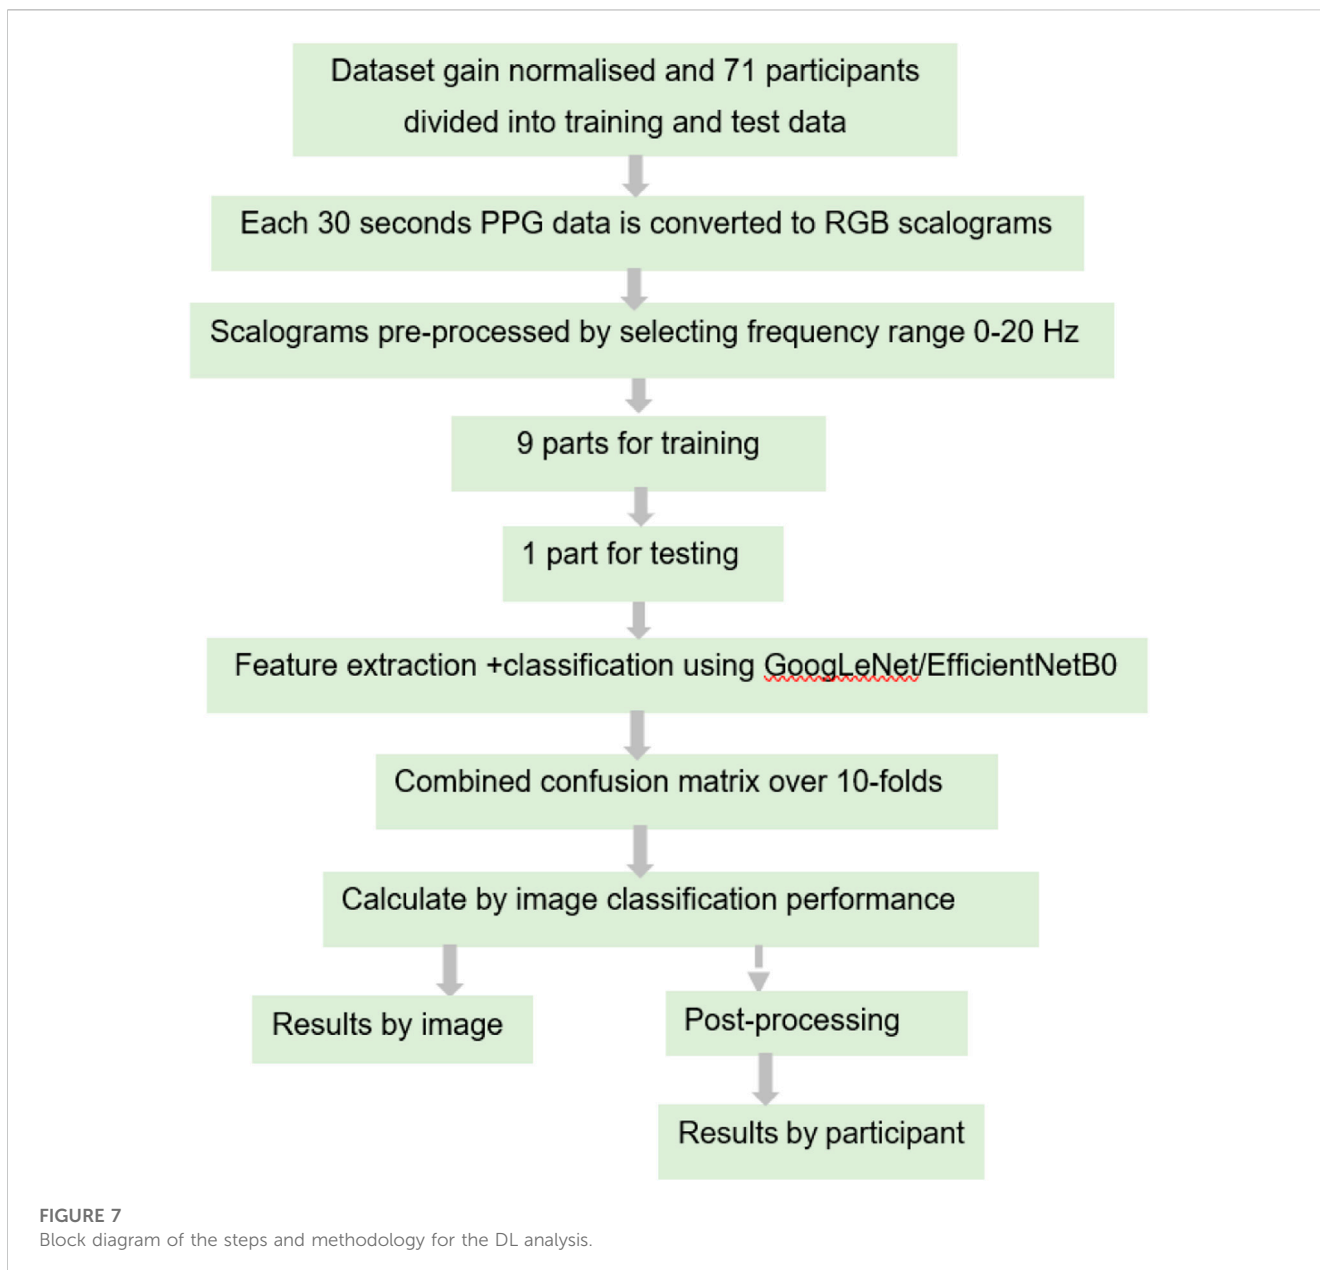 Dataset gain normalised and 71 participants
divided into training and test data
Each 30 seconds PPG data is converted to RGB scalograms
Scalograms pre-processed by selecting frequency range 0-20 Hz
9 parts for training
1 part for testing
Feature extraction +classification using GoogLeNet/EfficientNetB0
Combined confusion matrix over 10-folds
Calculate by image classification performance
Results by image
Post-processing
Results by participant
FIGURE 7
Block diagram of the steps and methodology for the DL analysis.